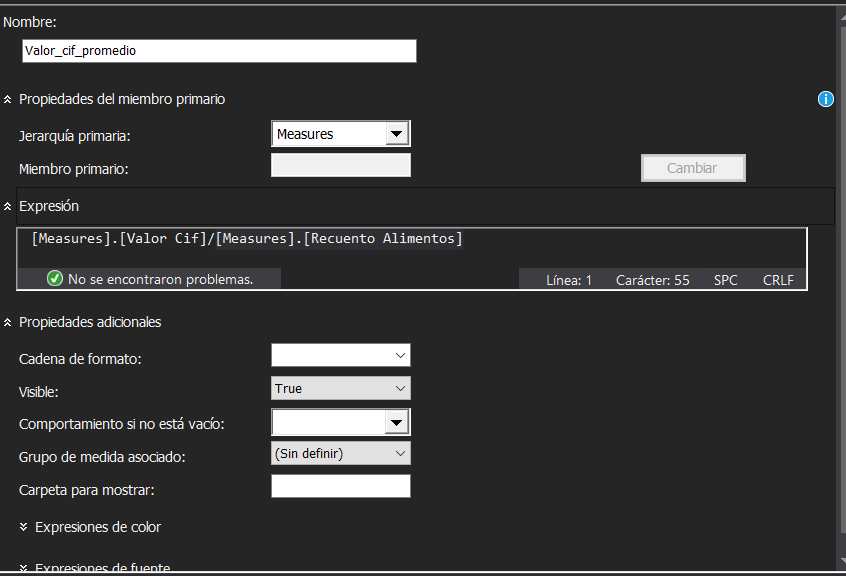 Nombre:
Valor_cif_promedio
Propiedades del miembro primario
Jerarquía primaria:
Measures
Miembro primario:
Cambiar
Expresión
[Measures].[Valor Cif]/[Measures].[Recuento Alimentos]
No se encontraron problemas.
Línea: 1 Carácter: 55 SPC CRLF
Propiedades adicionales
Cadena de formato:
Visible:
True
Comportamiento si no está vacío:
Grupo de medida asociado:
(Sin definir)
Carpeta para mostrar:
Expresiones de color
Expresiones de fuente